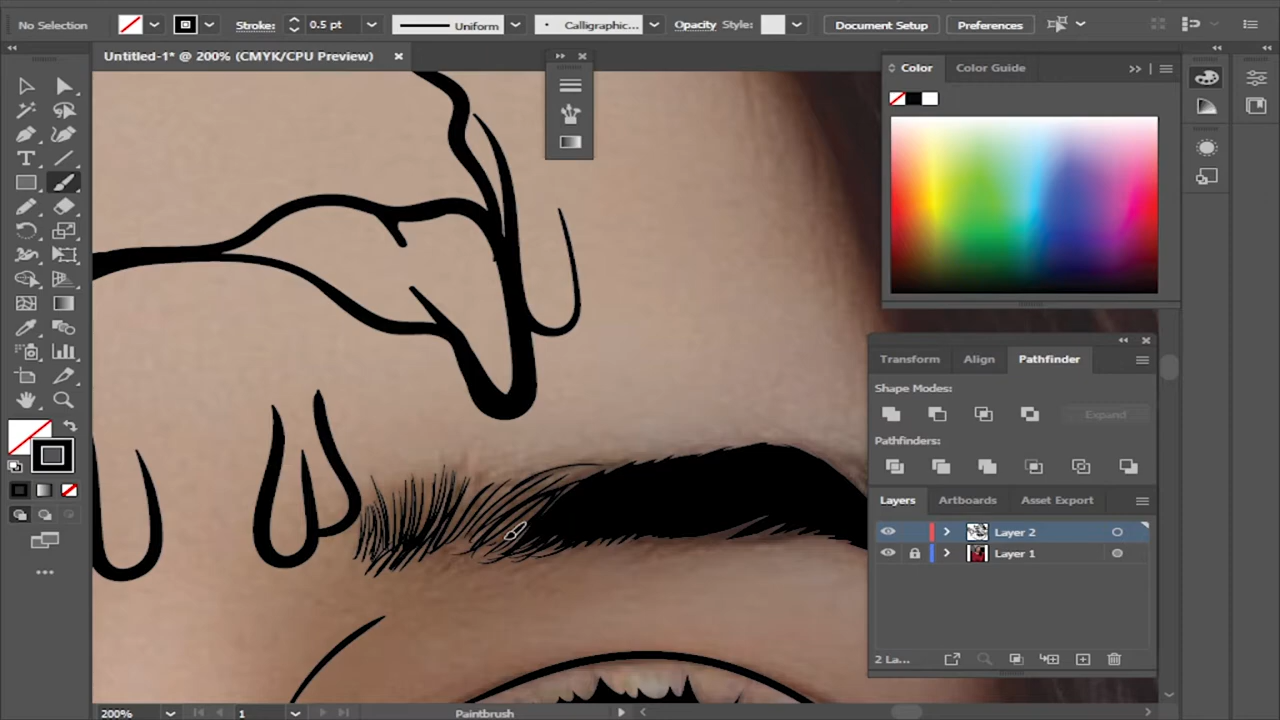 No Selection Stroke: 0.5 pt Uniform Calligraphic... Opacity Style: Document Setup Preferences
Untitled-1* @ 200% (CMYK/CPU Preview)
Color Color Guide
Transform Align Pathfinder
Shape Modes:
Expand
Pathfinders:
Layers Artboards Asset Export
Layer 2
Layer 1
2 La...
200% 1 Paintbrush